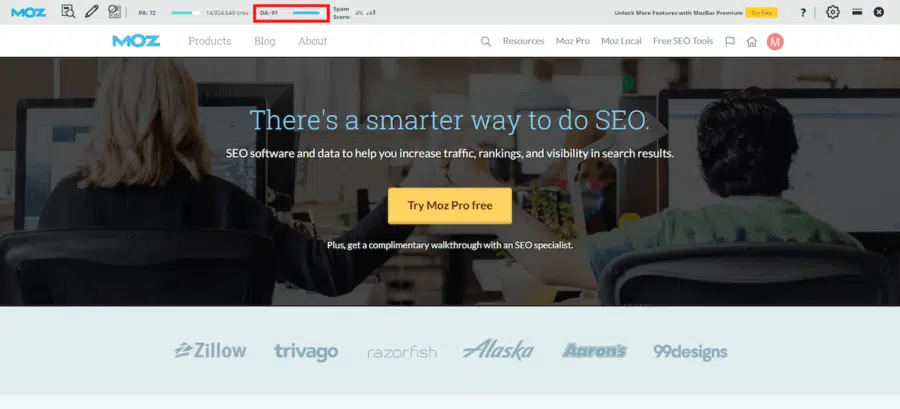 MOZ PA: 72 14,924,649 links DA: 91 Spam Score: 4% Unlock More Features with MozBar Premium Try Free ?
MOZ Products Blog About Resources Moz Pro Moz Local Free SEO Tools M
There's a smarter way to do SEO.
SEO software and data to help you increase traffic, rankings, and visibility in search results.
Try Moz Pro free
Plus, get a complimentary walkthrough with an SEO specialist.
Zillow trivago razorfish Alaska Aaron's 99designs